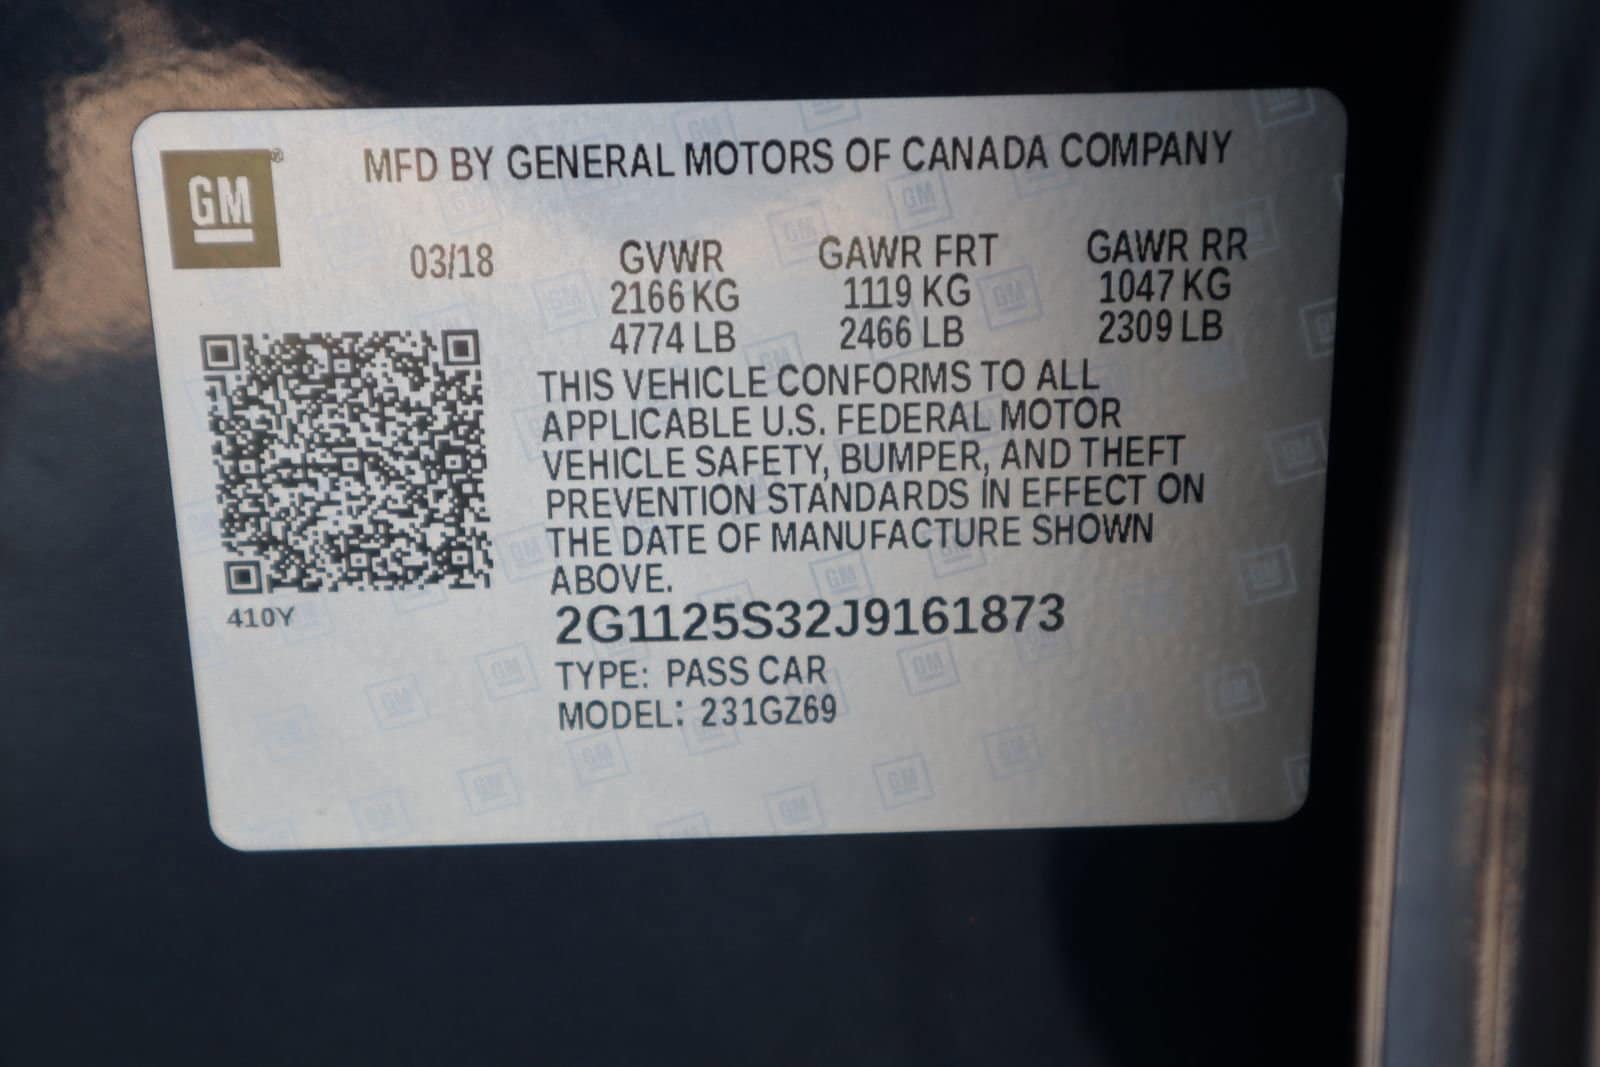 MFD BY GENERAL MOTORS OF CANADA COMPANY
GM®
03/18 GVWR GAWR FRT GAWR RR
2166 KG 1119 KG 1047 KG
4774 LB 2466 LB 2309 LB
THIS VEHICLE CONFORMS TO ALL
APPLICABLE U.S. FEDERAL MOTOR
VEHICLE SAFETY, BUMPER, AND THEFT
PREVENTION STANDARDS IN EFFECT ON
THE DATE OF MANUFACTURE SHOWN
ABOVE.
410Y
2G1125S32J9161873
TYPE: PASS CAR
MODEL: 231GZ69